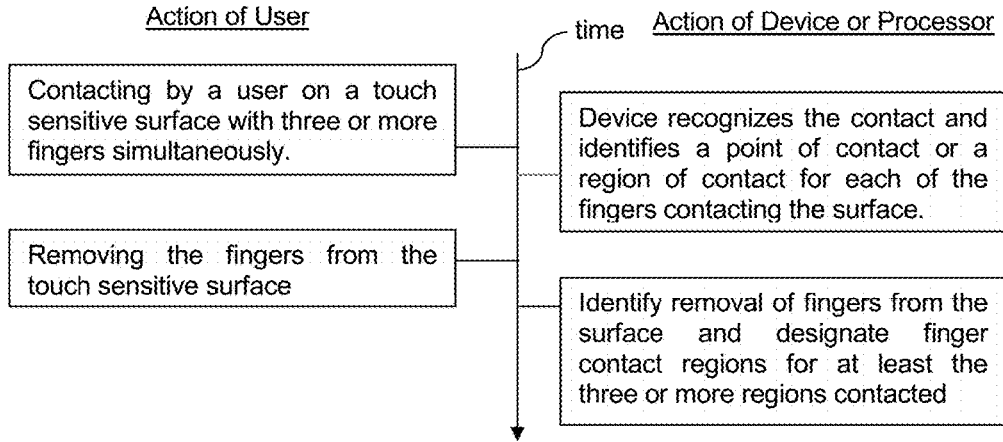 Action of User
time
Action of Device or Processor
Contacting by a user on a touch
sensitive surface with three or more
fingers simultaneously.
Device recognizes the contact and
identifies a point of contact or a
region of contact for each of the
fingers contacting the surface.
Removing the fingers from the
touch sensitive surface
Identify removal of fingers from the
surface and designate finger
contact regions for at least the
three or more regions contacted